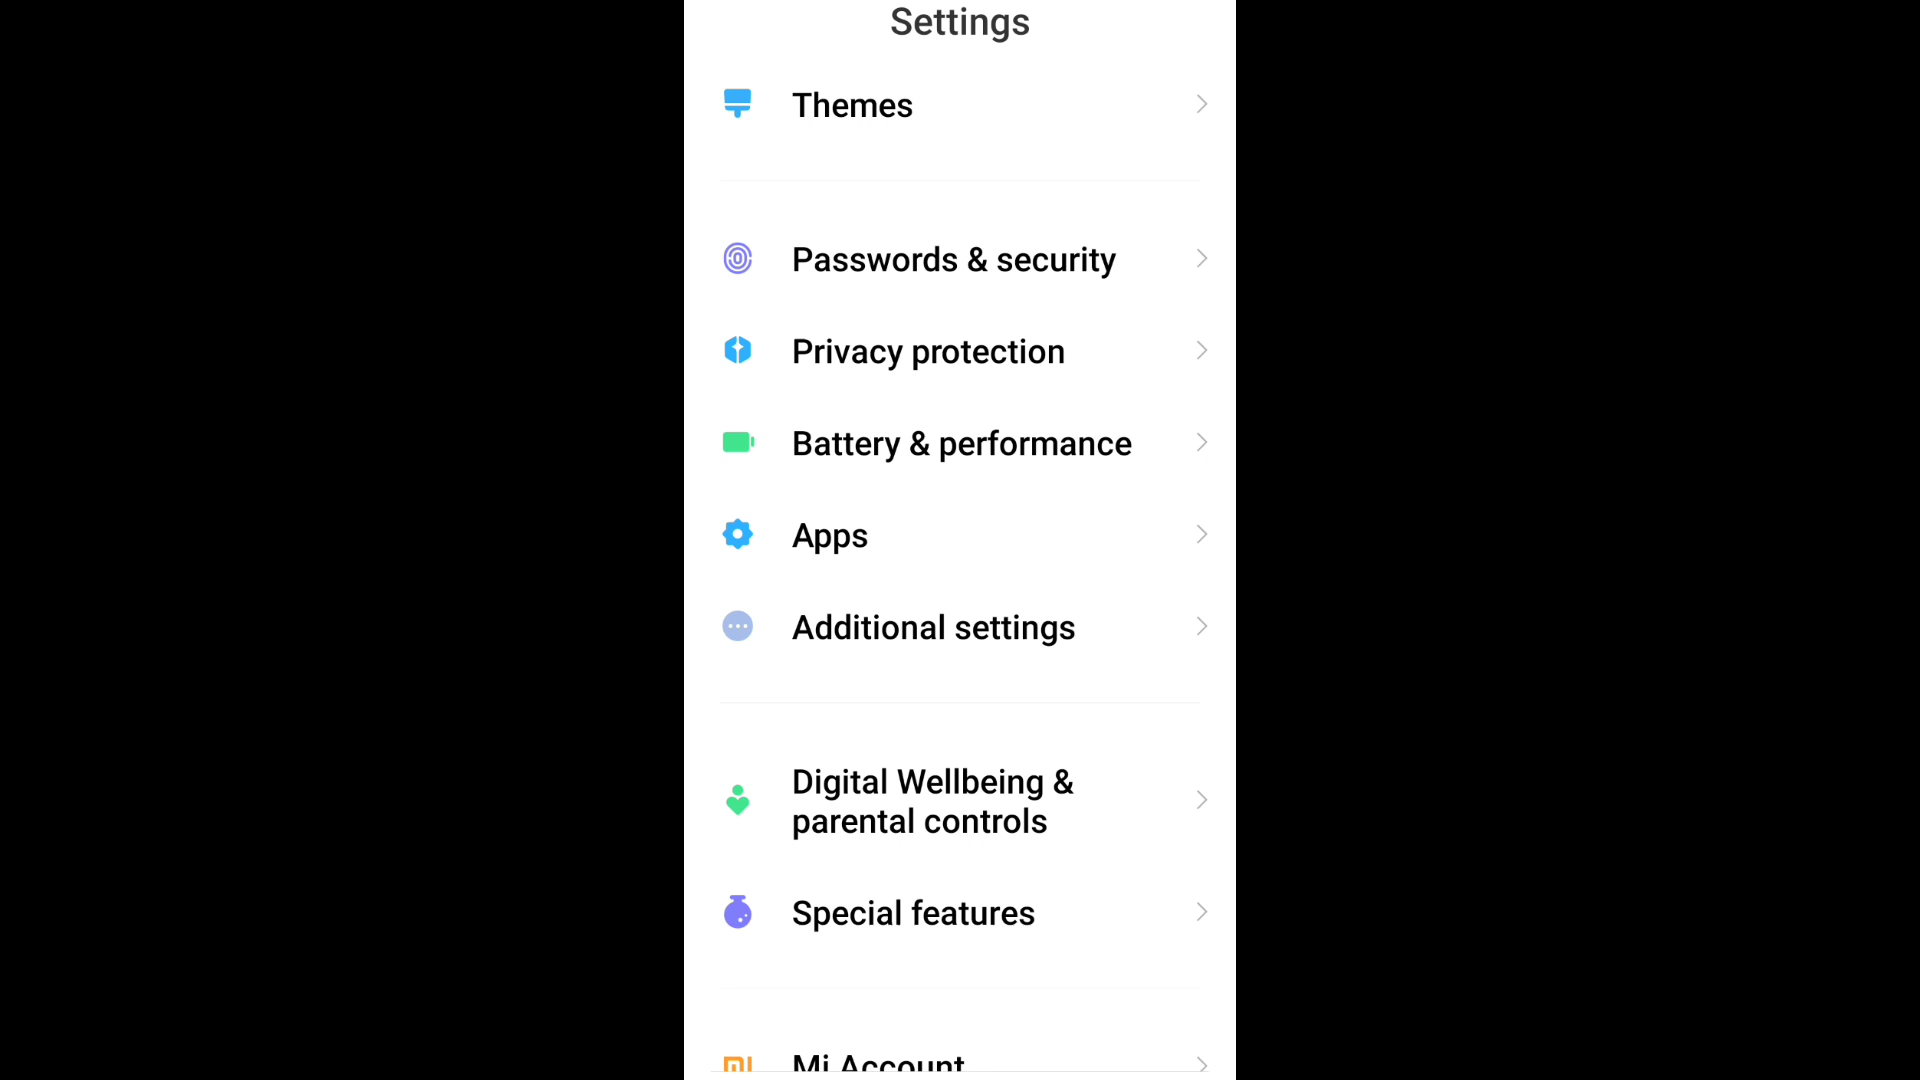 Settings
Themes
Passwords & security
Privacy protection
Battery & performance
Apps
Additional settings
Digital Wellbeing &
parental controls
Special features
Mi Account